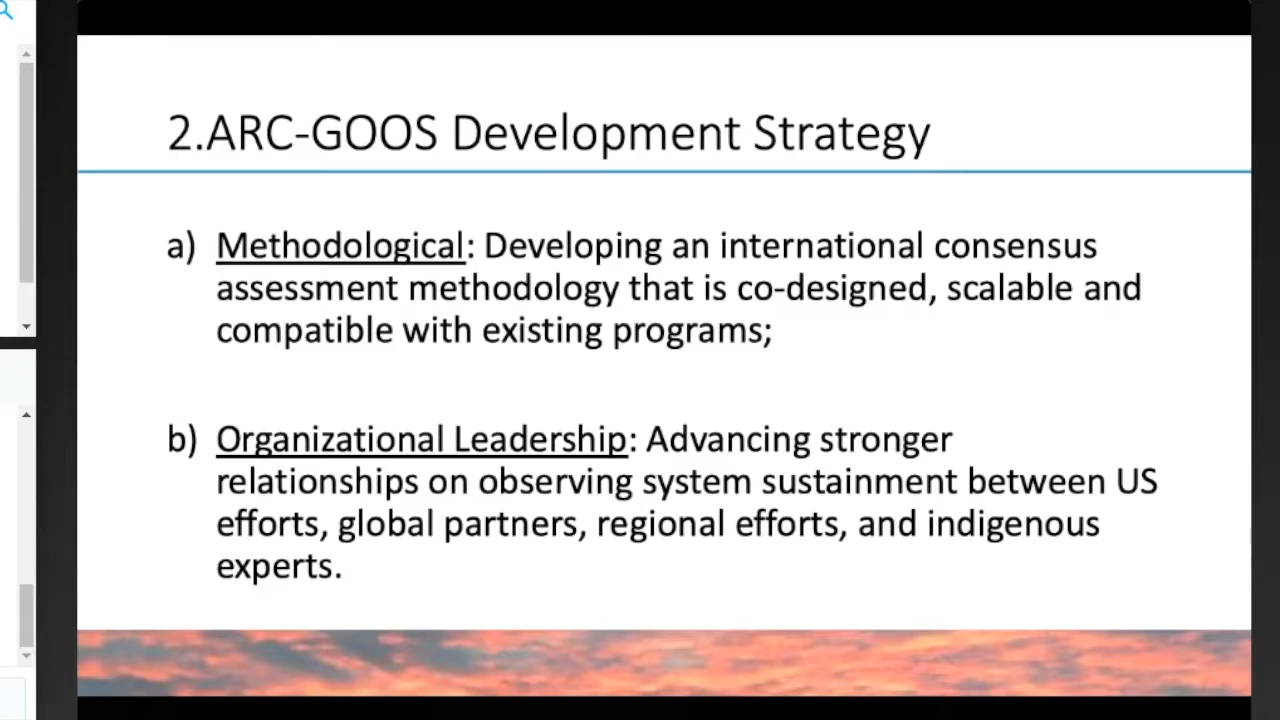 2.ARC-GOOS Development Strategy
a) Methodological: Developing an international consensus
assessment methodology that is co-designed, scalable and
compatible with existing programs;
b) Organizational Leadership: Advancing stronger
relationships on observing system sustainment between US
efforts, global partners, regional efforts, and indigenous
experts.